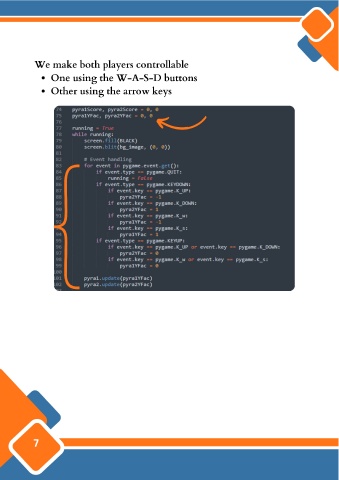 We make both players controllable
• One using the W-A-S-D buttons
• Other using the arrow keys
74 pyra1Score, pyra2Score = 0, 0
75 pyra1YFac, pyra2YFac = 0, 0
76
77 running = True
78 while running:
79 screen.fill(BLACK)
80 screen.blit(bg_image, (0, 0))
81
82 # Event handling
83 for event in pygame.event.get():
84 if event.type == pygame.QUIT:
85 running = False
86 if event.type == pygame.KEYDOWN:
87 if event.key == pygame.K_UP:
88 pyra2YFac = -1
89 if event.key == pygame.K_DOWN:
90 pyra2YFac = 1
91 if event.key == pygame.K_w:
92 pyra1YFac = -1
93 if event.key == pygame.K_s:
94 pyra1YFac = 1
95 if event.type == pygame.KEYUP:
96 if event.key == pygame.K_UP or event.key == pygame.K_DOWN:
97 pyra2YFac = 0
98 if event.key == pygame.K_w or event.key == pygame.K_s:
99 pyra1YFac = 0
00
01 pyra1.update(pyra1YFac)
02 pyra2.update(pyra2YFac)
7